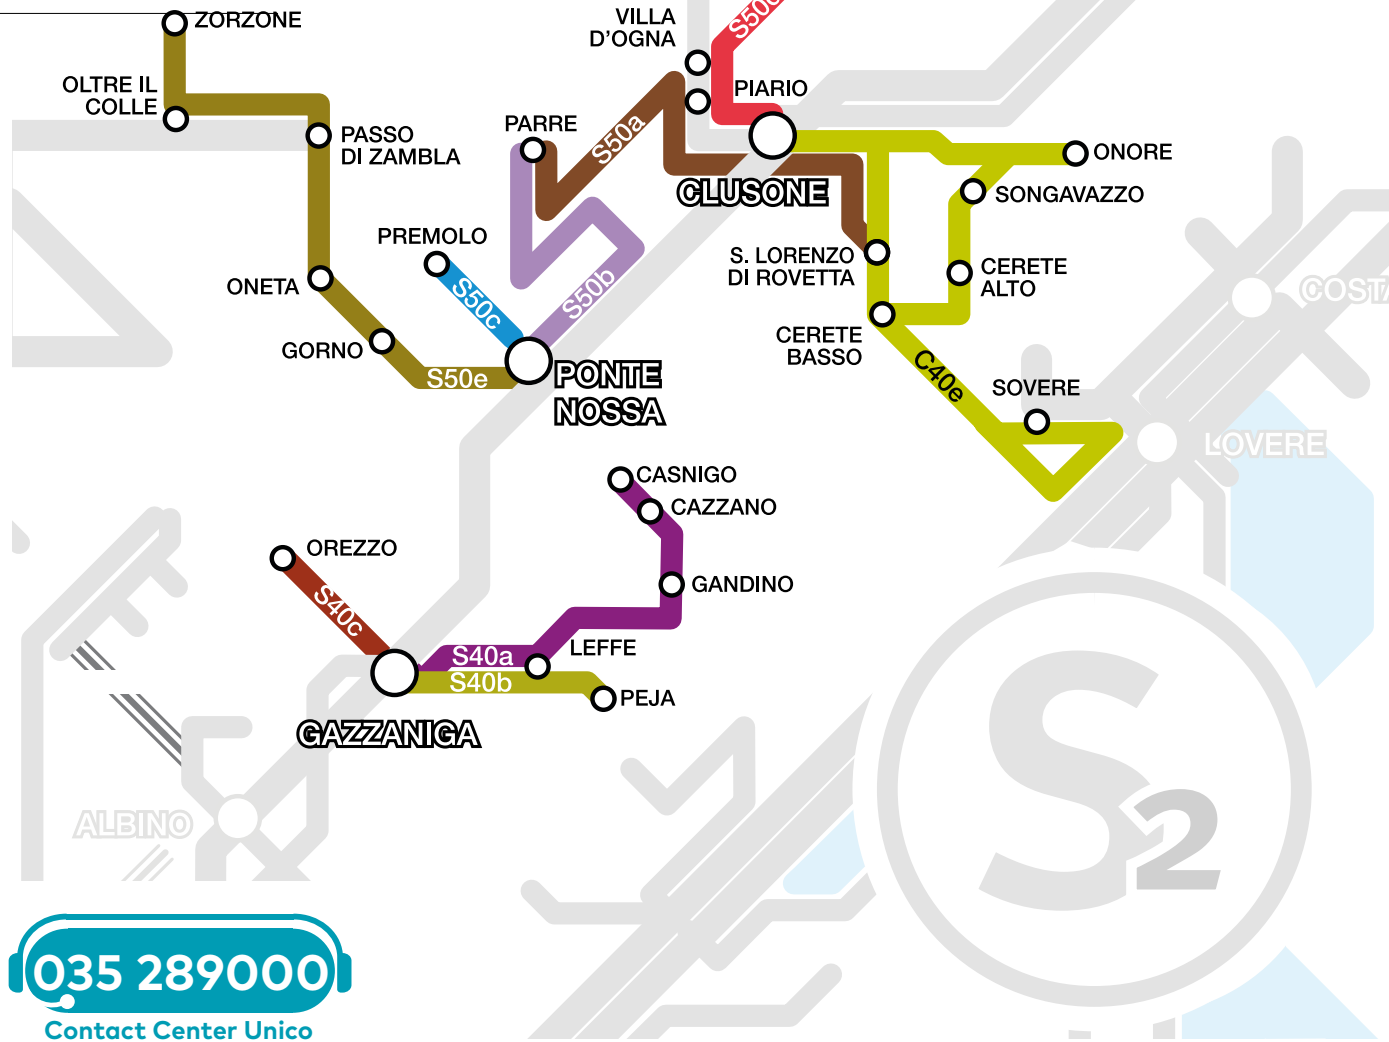 ZORZONE
VILLA
D'OGNA
OLTRE IL
COLLE
PIARIO
PARRE
S50a
PASSO
DI ZAMBLA
ONORE
CLUSONE
SONGAVAZZO
PREMOLO
S. LORENZO
DI ROVETTA
CERETE
ALTO
ONETA
S50c
S50b
COSTA
GORNO
CERETE
BASSO
S50e
PONTE
NOSSA
C40e
SOVERE
LOVERE
CASNIGO
CAZZANO
OREZZO
S40c
GANDINO
LEFFE
S40a
S40b
PEJA
GAZZANIGA
ALBINO
S2
035 289000
Contact Center Unico